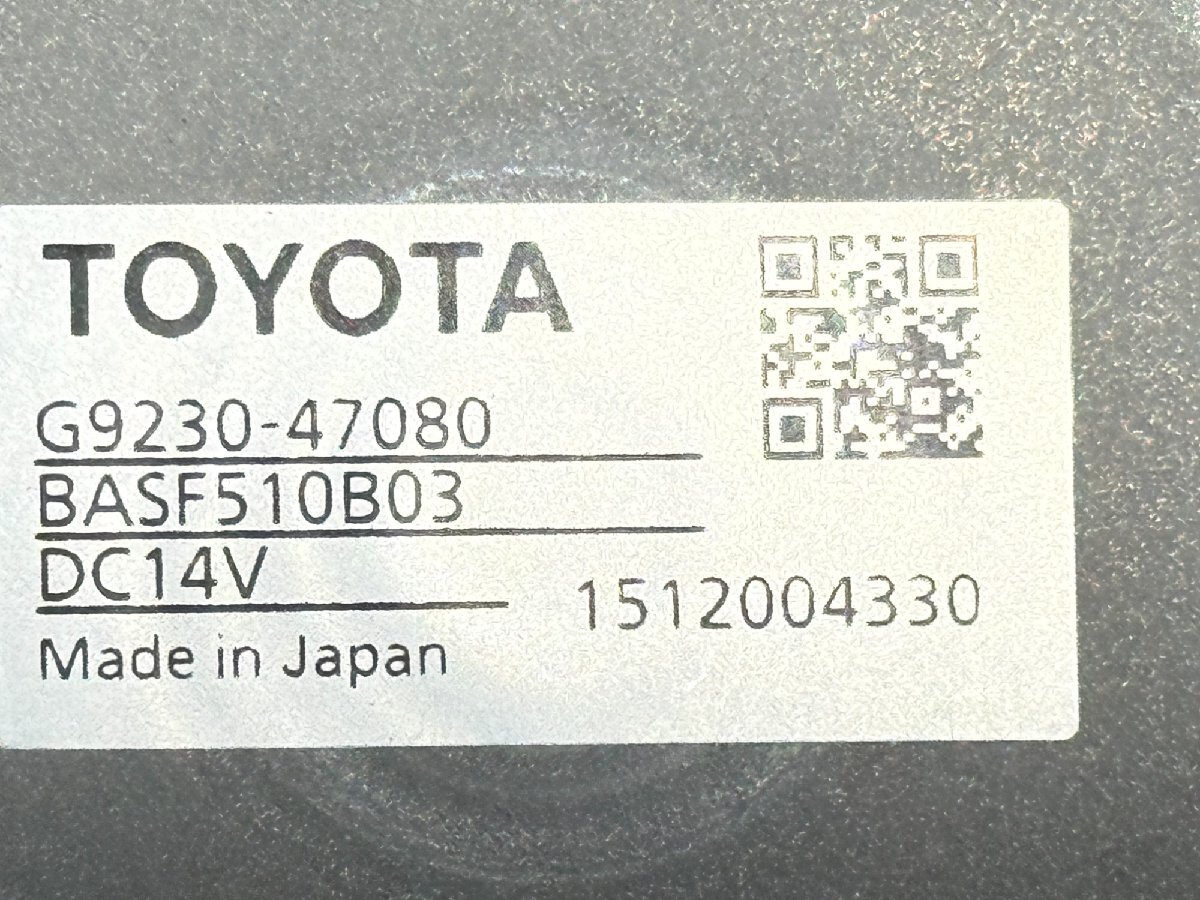 TOYOTA
G9230-47080
BASF510B03
DC14V
1512004330
Made in Japan